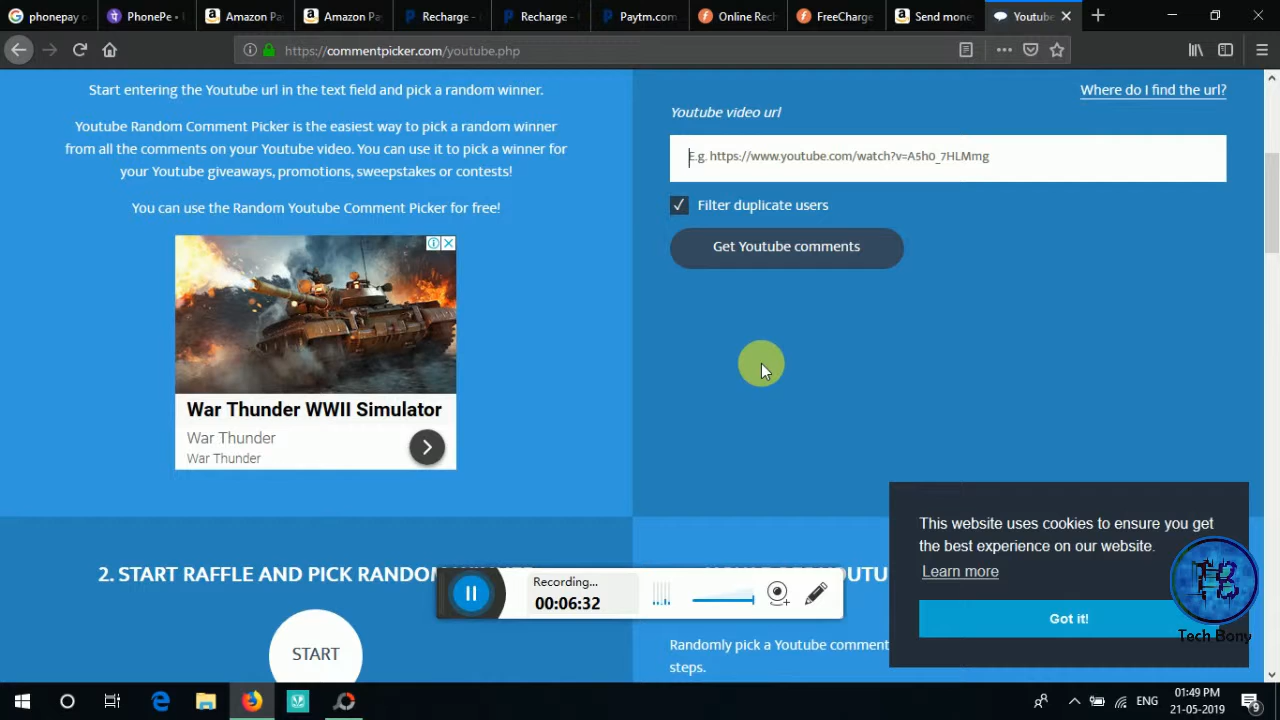 phonepay o
PhonePe • I
Amazon Pa
Amazon Pa
Recharge -
Recharge -
Paytm.com
Online Rec
FreeCharge
Send mone
Youtube
https://commentpicker.com/youtube.php
Start entering the Youtube url in the text field and pick a random winner.
Youtube Random Comment Picker is the easiest way to pick a random winner
from all the comments on your Youtube video. You can use it to pick a winner for
your Youtube giveaways, promotions, sweepstakes or contests!
You can use the Random Youtube Comment Picker for free!
War Thunder WWII Simulator
War Thunder
War Thunder
Where do I find the url?
Youtube video url
E.g. https://www.youtube.com/watch?v=A5h0_7HLMmg
Filter duplicate users
Get Youtube comments
2. START RAFFLE AND PICK RANDOM
START
Randomly pick a Youtube comment
steps.
Recording...
00:06:32
This website uses cookies to ensure you get
the best experience on our website.
Learn more
Got it!
Tech Bony
ENG
01:49 PM
21-05-2019
9